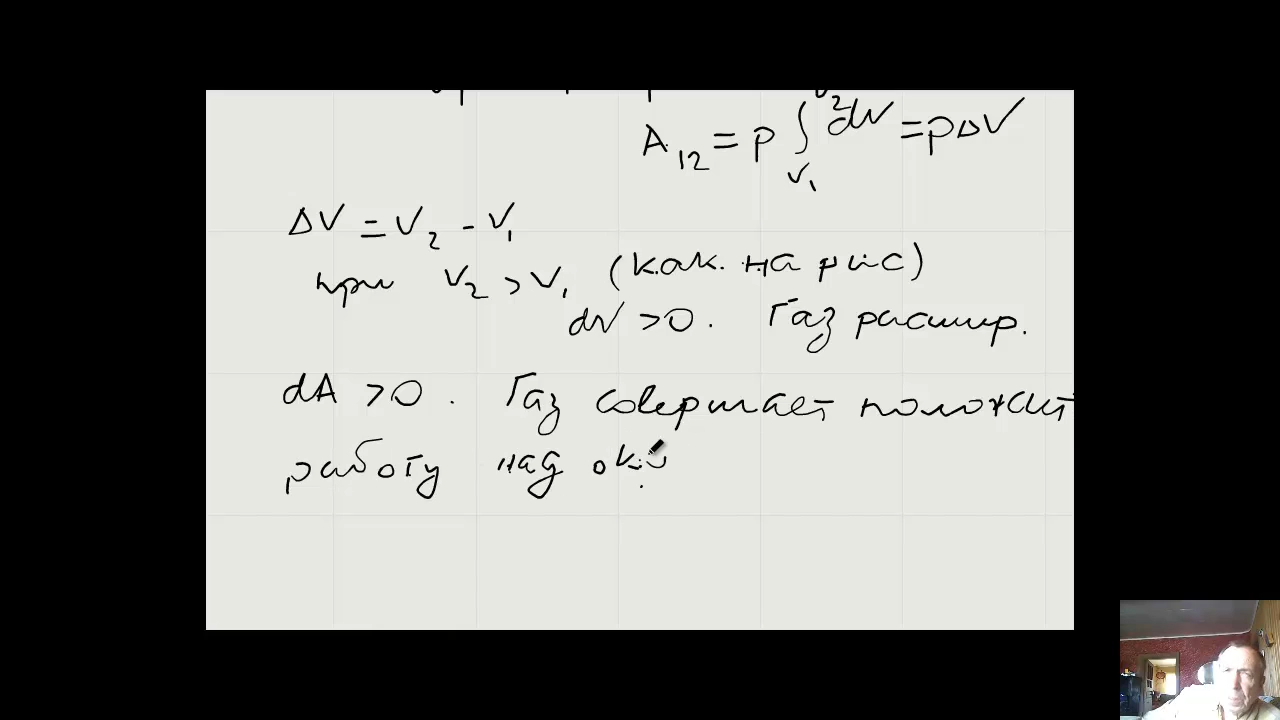 A₁₂ = p ∫ᵥ₁ⱽ² dV = pΔV
ΔV = V₂ - V₁
при V₂ > V₁ (как на рис)
dV > 0. Газ расшир.
dA > 0. Газ совершает положит
работу над ок